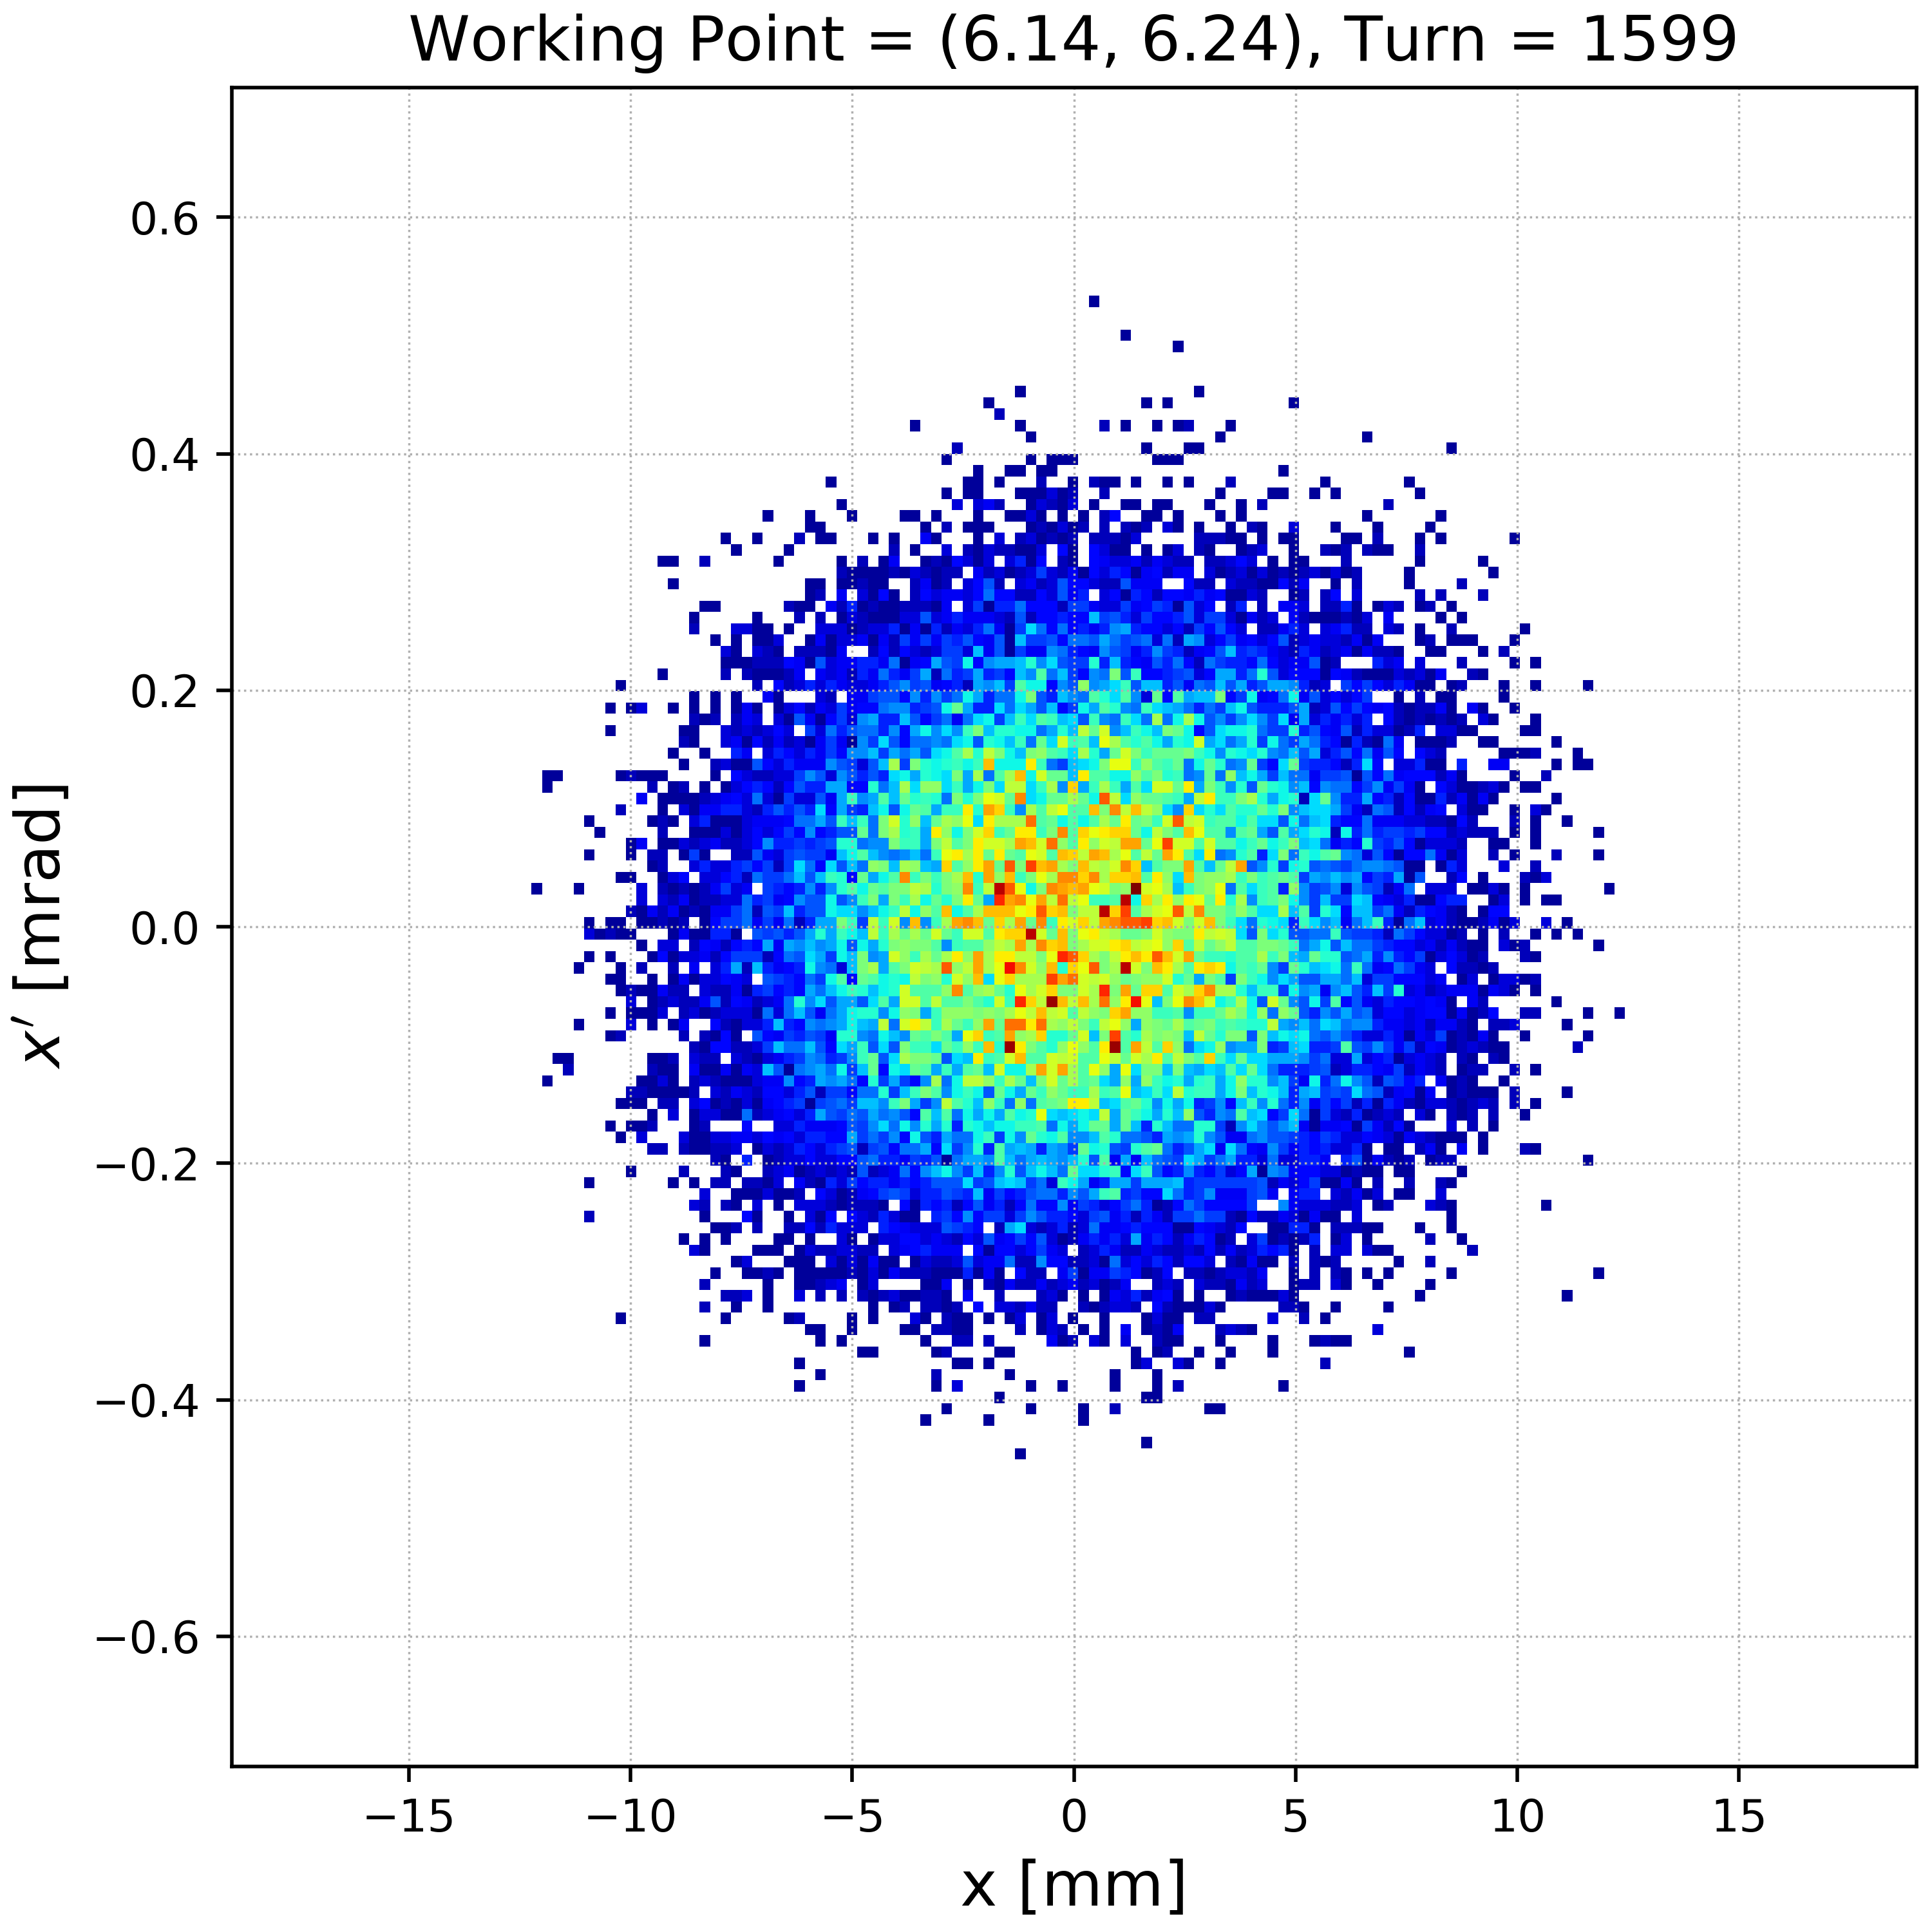 Working Point = (6.14, 6.24), Turn = 1599
0.6
0.4
0.2
0.0
−0.2
−0.4
−0.6
x′ [mrad]
−15 −10 −5 0 5 10 15
x [mm]